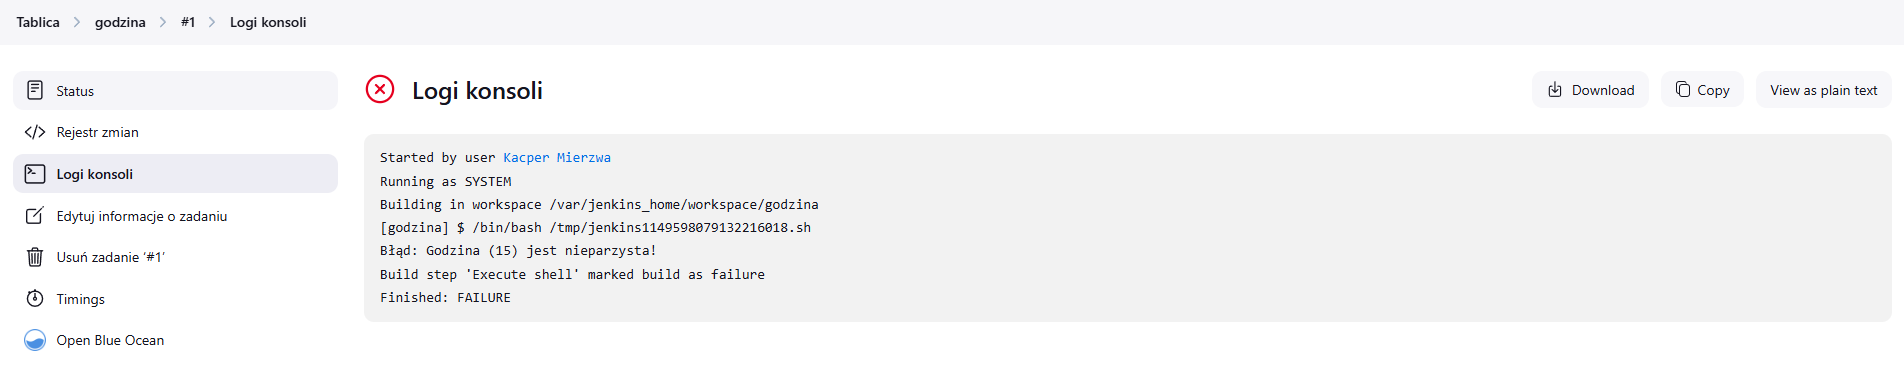 Tablica > godzina > #1 > Logi konsoli
Status
Rejestr zmian
Logi konsoli
Edytuj informacje o zadaniu
Usuń zadanie ‘#1’
Timings
Open Blue Ocean
Logi konsoli
Download
Copy
View as plain text
Started by user Kacper Mierzwa
Running as SYSTEM
Building in workspace /var/jenkins_home/workspace/godzina
[godzina] $ /bin/bash /tmp/jenkins1149598079132216018.sh
Błąd: Godzina (15) jest nieparzysta!
Build step 'Execute shell' marked build as failure
Finished: FAILURE